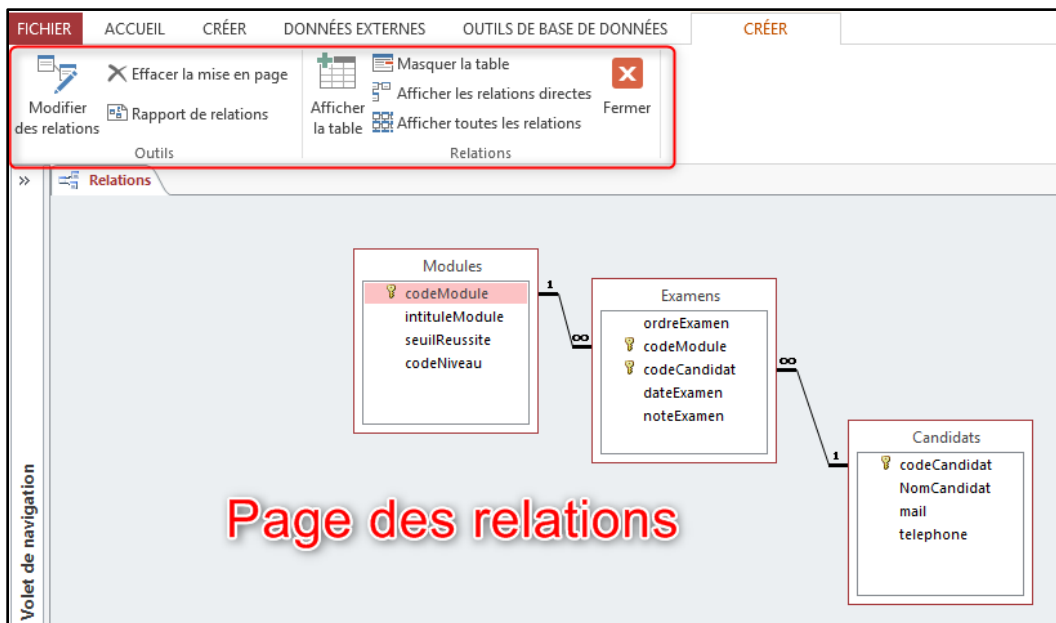 FICHIER ACCUEIL CRÉER DONNÉES EXTERNES OUTILS DE BASE DE DONNÉES CRÉER
Modifier
des relations
Effacer la mise en page
Rapport de relations
Outils
Afficher
la table
Masquer la table
Afficher les relations directes
Afficher toutes les relations
Fermer
Relations
»
Relations
Volet de navigation
Modules
codeModule
intituleModule
seuilReussite
codeNiveau
1
∞
Examens
ordreExamen
codeModule
codeCandidat
dateExamen
noteExamen
∞
1
Candidats
codeCandidat
NomCandidat
mail
telephone
Page des relations